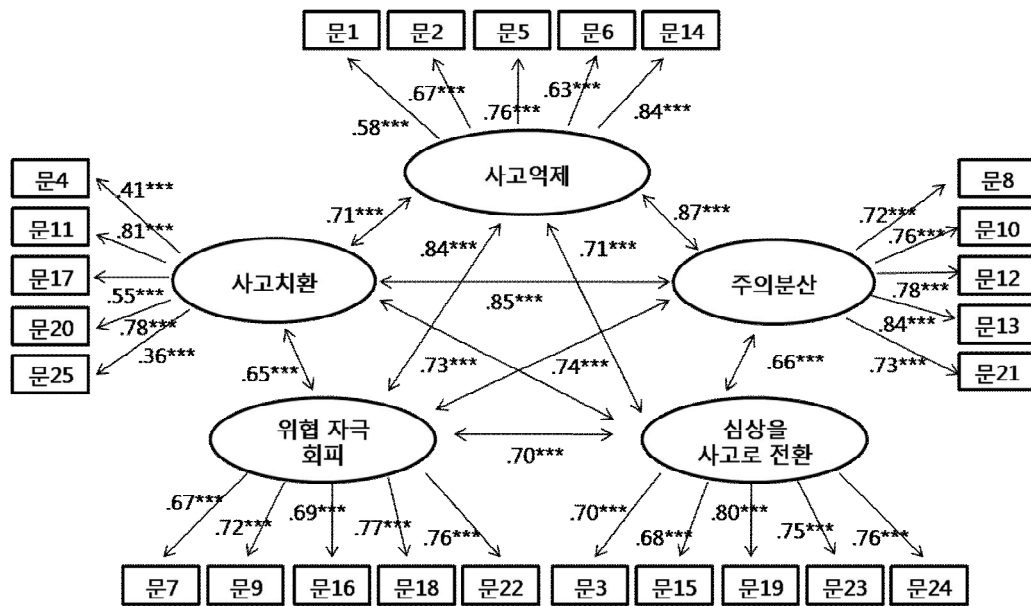 문1 문2 문5 문6 문14
.58*** .67*** .76*** .63*** .84***
사고억제
문4
문11
문17
문20
문25
.41***
.81***
.55***
.78***
.36***
사고치환
문8
문10
문12
문13
문21
.72***
.76***
.78***
.84***
.73***
주의분산
.71*** .84*** .71*** .87***
.85***
.65*** .73*** .74*** .66***
위협 자극
회피
.70***
심상을
사고로 전환
.67*** .72*** .69*** .77*** .76***
.70*** .68*** .80*** .75*** .76***
문7 문9 문16 문18 문22 문3 문15 문19 문23 문24